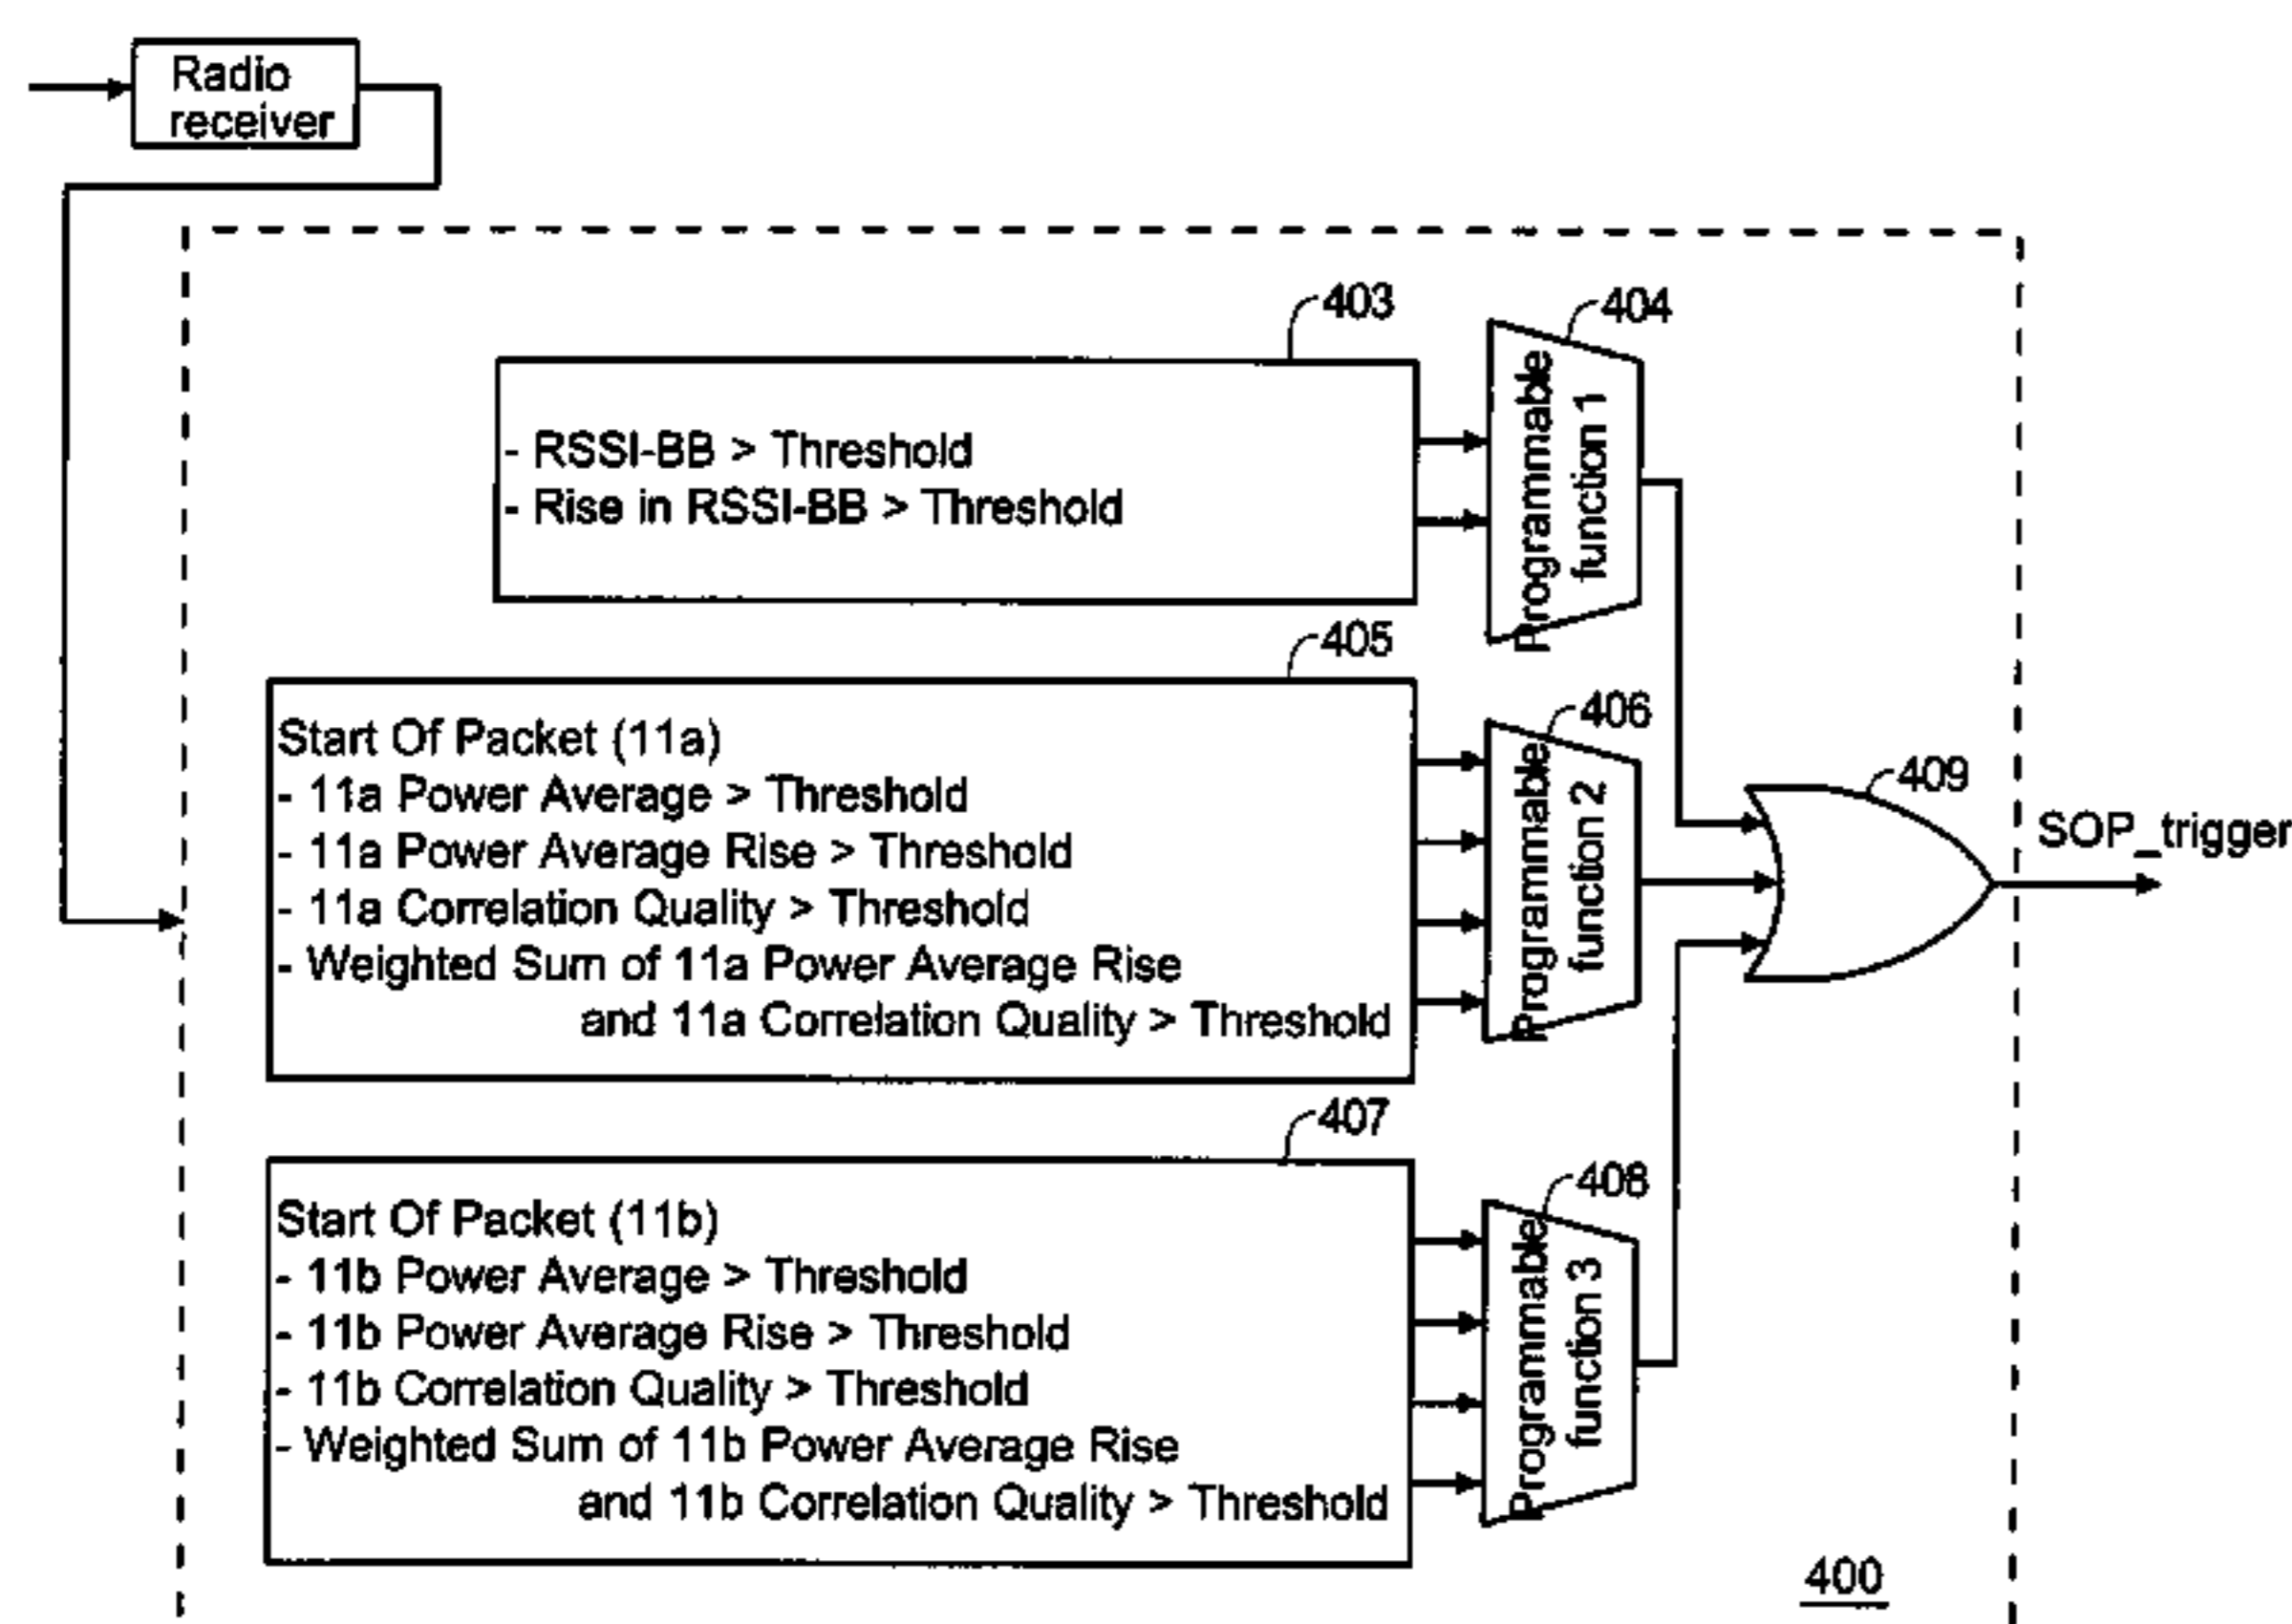 Radio
receiver
403
404
- RSSI-BB > Threshold
- Rise in RSSI-BB > Threshold
Programmable
function 1
405
406
Start Of Packet (11a)
- 11a Power Average > Threshold
- 11a Power Average Rise > Threshold
- 11a Correlation Quality > Threshold
- Weighted Sum of 11a Power Average Rise
and 11a Correlation Quality > Threshold
Programmable
function 2
409
SOP_trigger
407
408
Start Of Packet (11b)
- 11b Power Average > Threshold
- 11b Power Average Rise > Threshold
- 11b Correlation Quality > Threshold
- Weighted Sum of 11b Power Average Rise
and 11b Correlation Quality > Threshold
Programmable
function 3
400